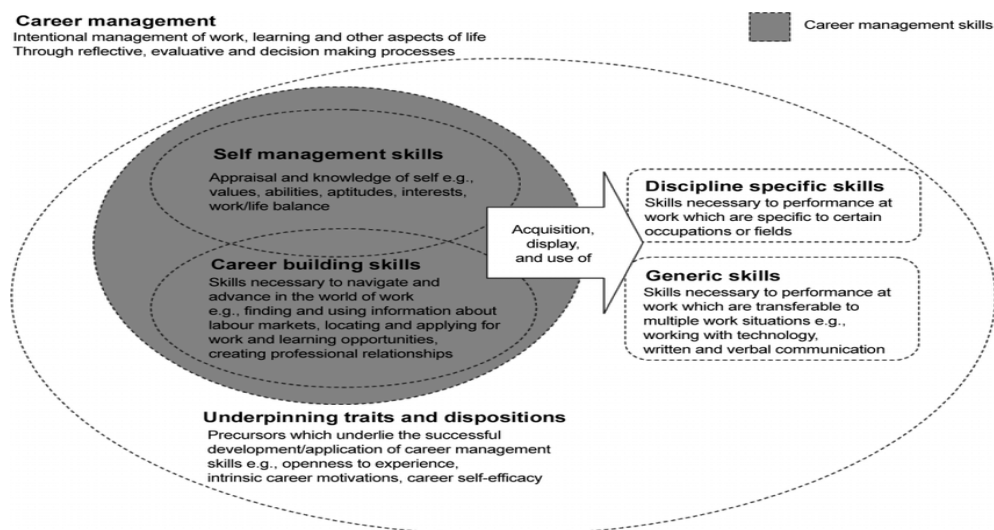 Career management
Intentional management of work, learning and other aspects of life
Through reflective, evaluative and decision making processes
Career management skills
Self management skills
Appraisal and knowledge of self e.g.,
values, abilities, aptitudes, interests,
work/life balance
Career building skills
Skills necessary to navigate and
advance in the world of work
e.g., finding and using information about
labour markets, locating and applying for
work and learning opportunities,
creating professional relationships
Acquisition,
display,
and use of
Discipline specific skills
Skills necessary to performance at
work which are specific to certain
occupations or fields
Generic skills
Skills necessary to performance at
work which are transferable to
multiple work situations e.g.,
working with technology,
written and verbal communication
Underpinning traits and dispositions
Precursors which underlie the successful
development/application of career management
skills e.g., openness to experience,
intrinsic career motivations, career self-efficacy